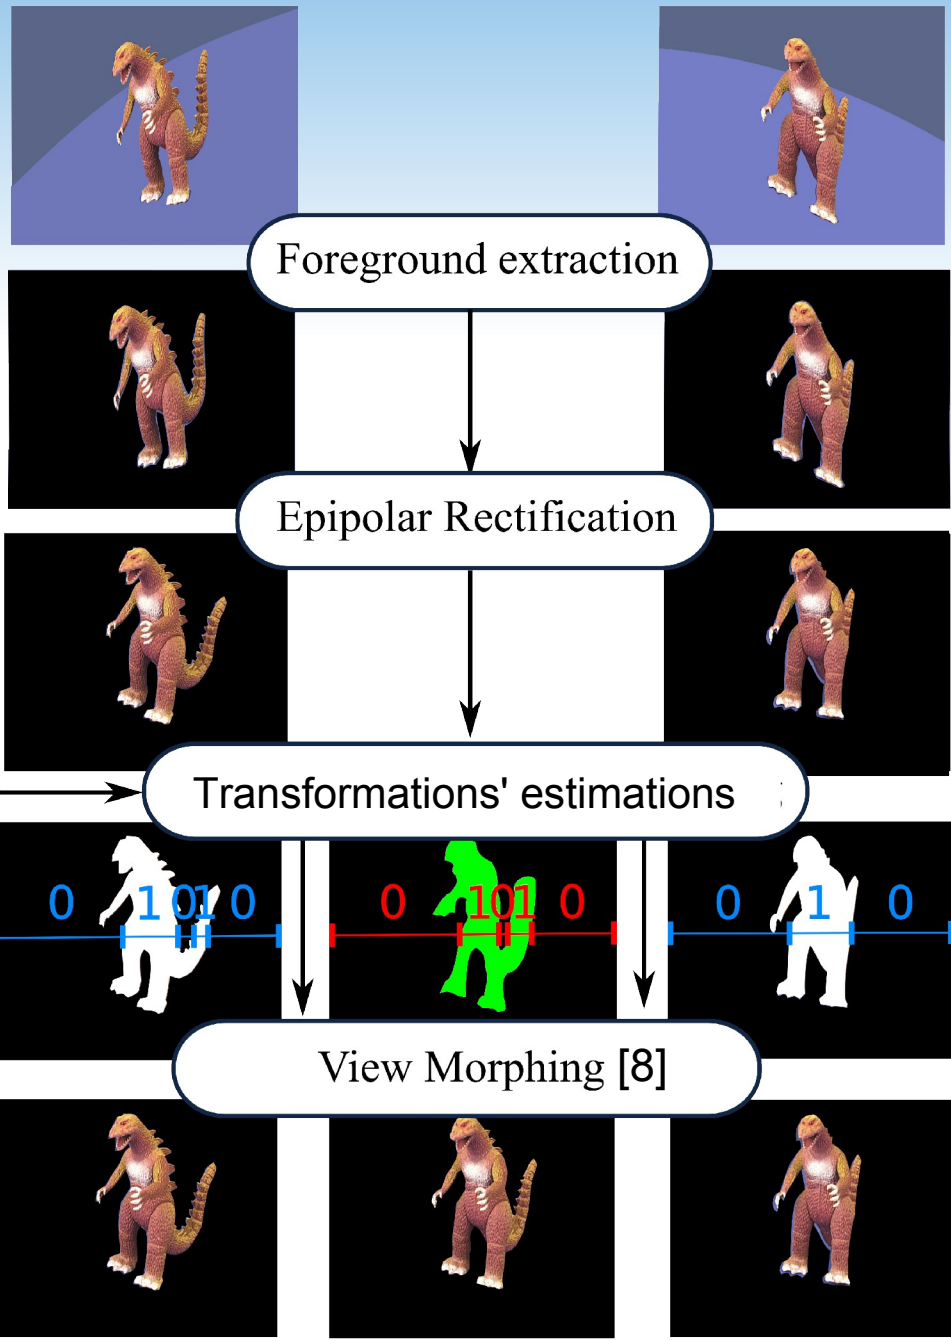 Foreground extraction
Epipolar Rectification
Transformations' estimations ;
0 1 0 1 0 0 1 0 1 0 0 1 0
View Morphing [8]